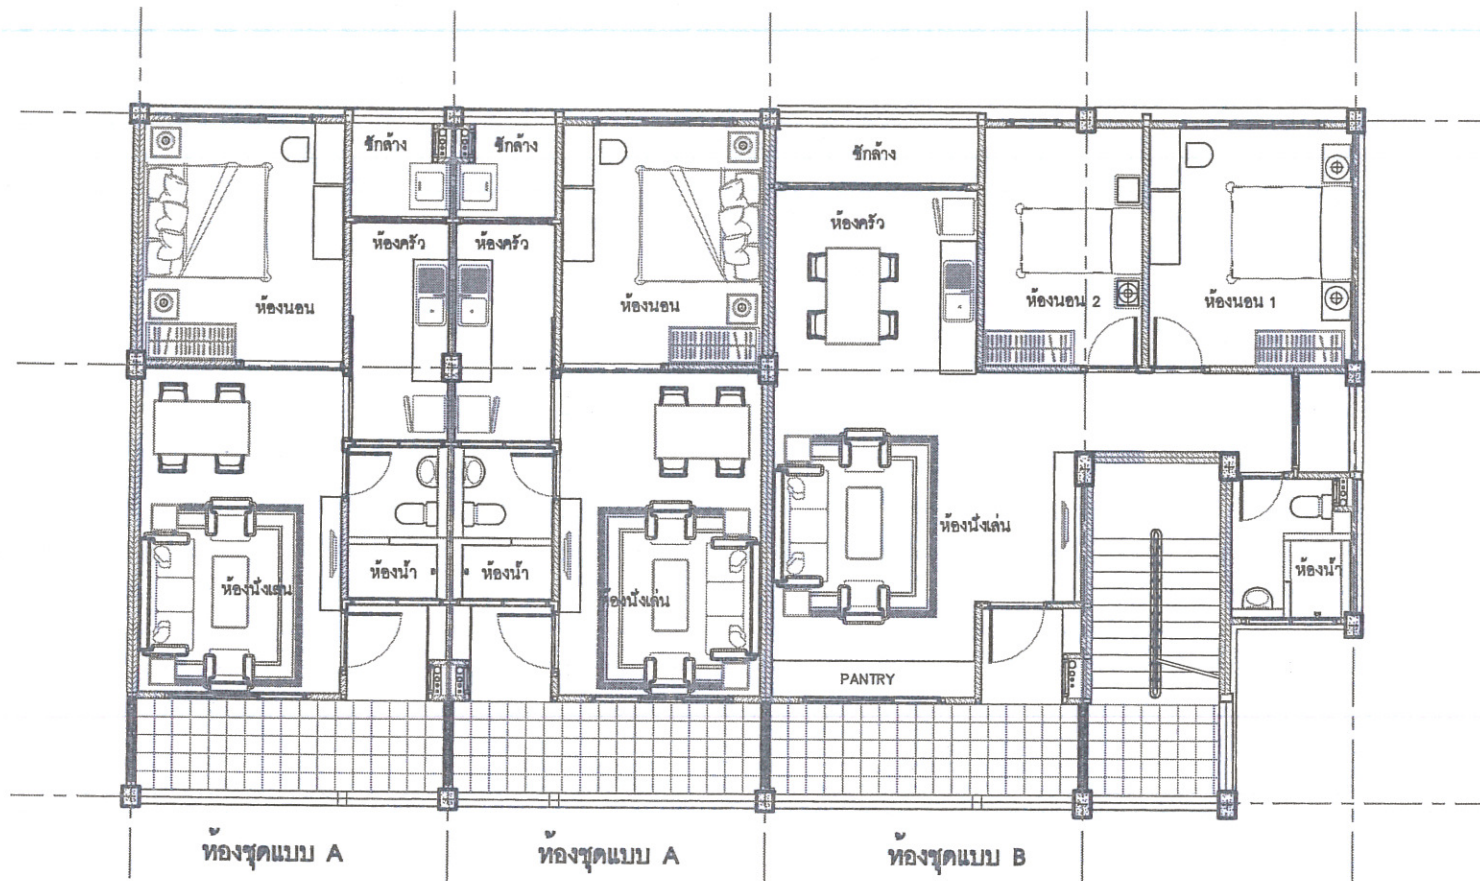 ซักล้าง ซักล้าง ซักล้าง
ห้องครัว ห้องครัว ห้องครัว
ห้องนอน ห้องนอน ห้องนอน 2 ห้องนอน 1
ห้องนั่งเล่น
ห้องน้ำ ห้องน้ำ ห้องน้ำ
ห้องนั่งเล่น ห้องนั่งเล่น
PANTRY
ห้องชุดแบบ A ห้องชุดแบบ A ห้องชุดแบบ B